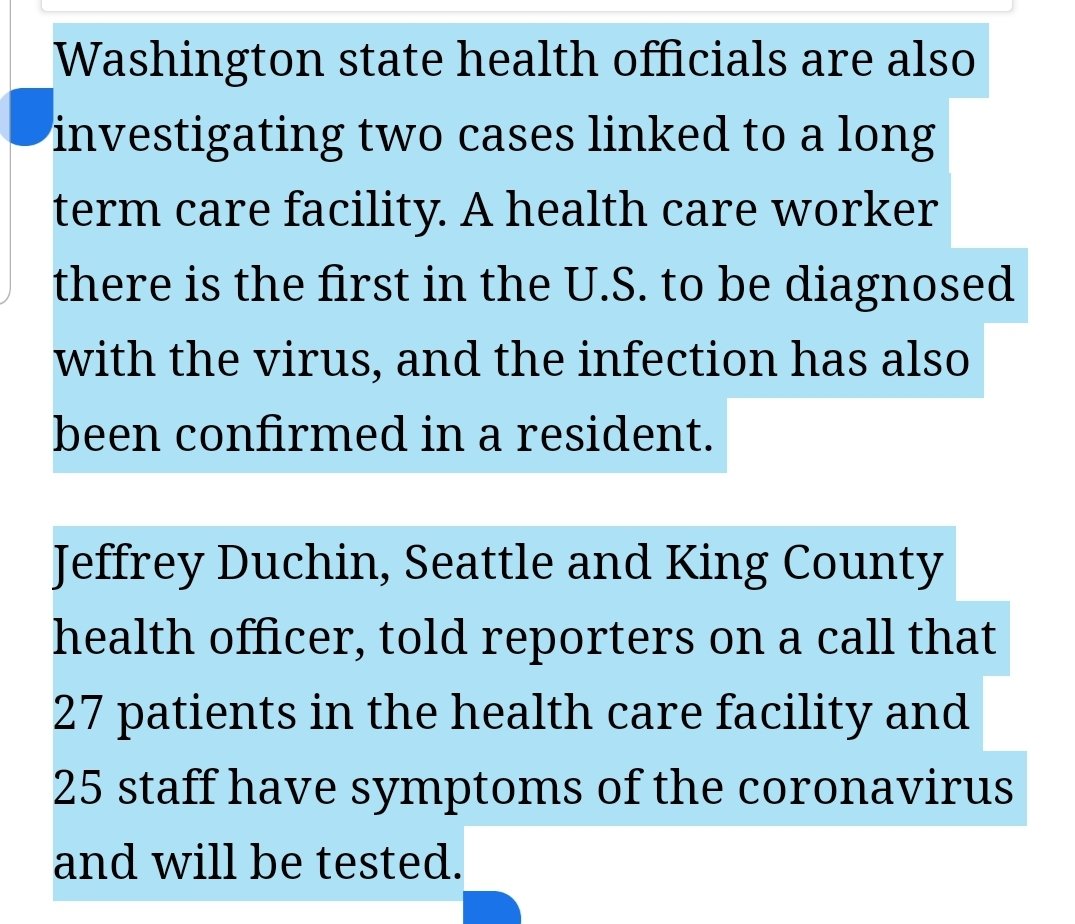 Washington state health officials are also
investigating two cases linked to a long
term care facility. A health care worker
there is the first in the U.S. to be diagnosed
with the virus, and the infection has also
been confirmed in a resident.
Jeffrey Duchin, Seattle and King County
health officer, told reporters on a call that
27 patients in the health care facility and
25 staff have symptoms of the coronavirus
and will be tested.